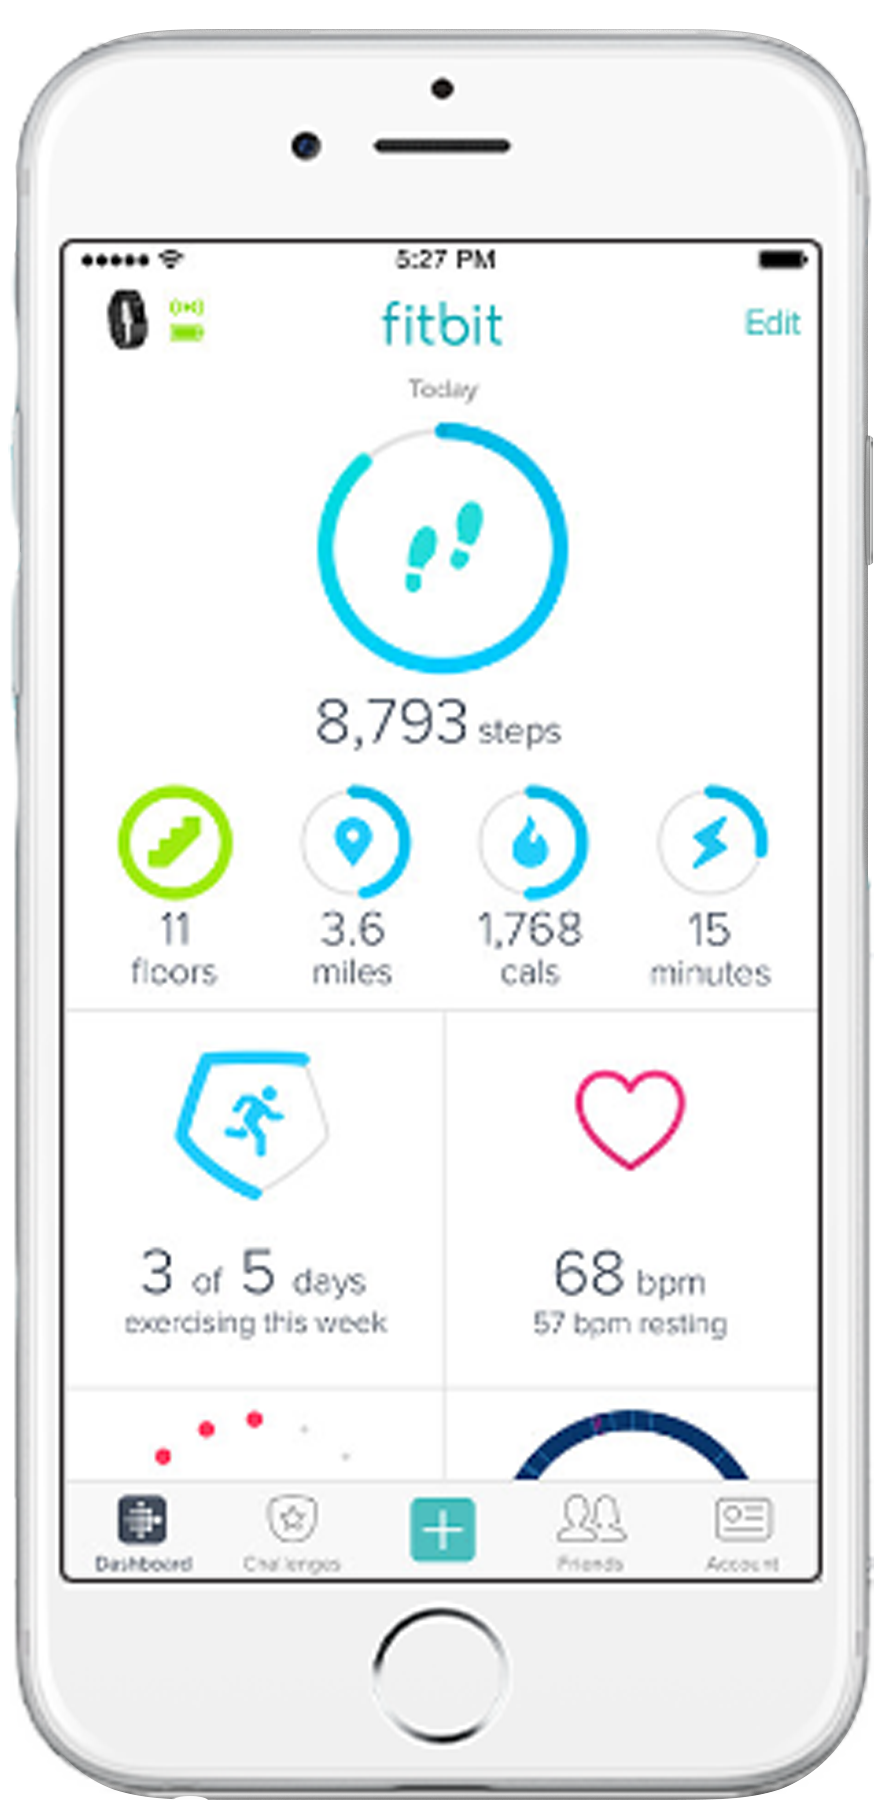 5:27 PM
fitbit
Edit
Today
8,793 steps
11
floors
3.6
miles
1,768
cals
15
minutes
3 of 5 days
exercising this week
68 bpm
57 bpm resting
Dashboard
Challenges
Friends
Account